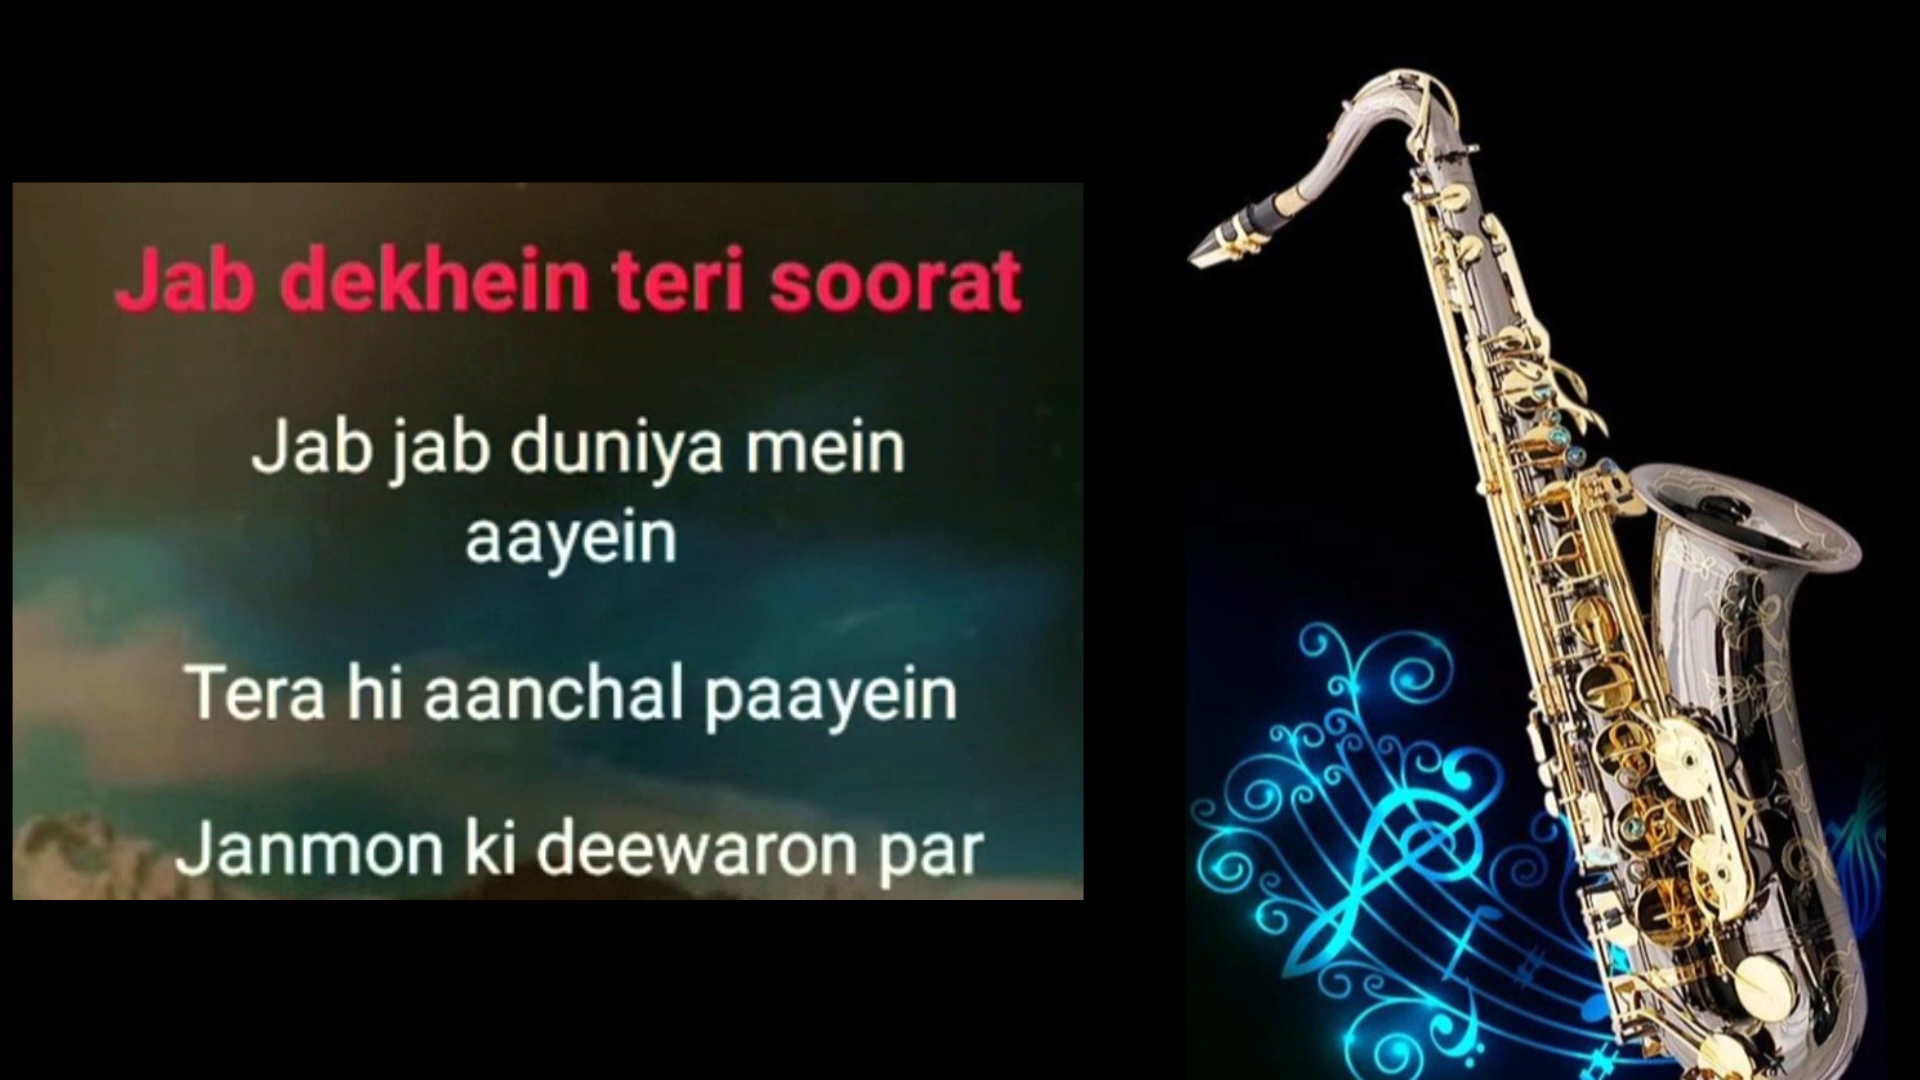 Jab dekhein teri soorat
Jab jab duniya mein
aayein
Tera hi aanchal paayein
Janmon ki deewaron par